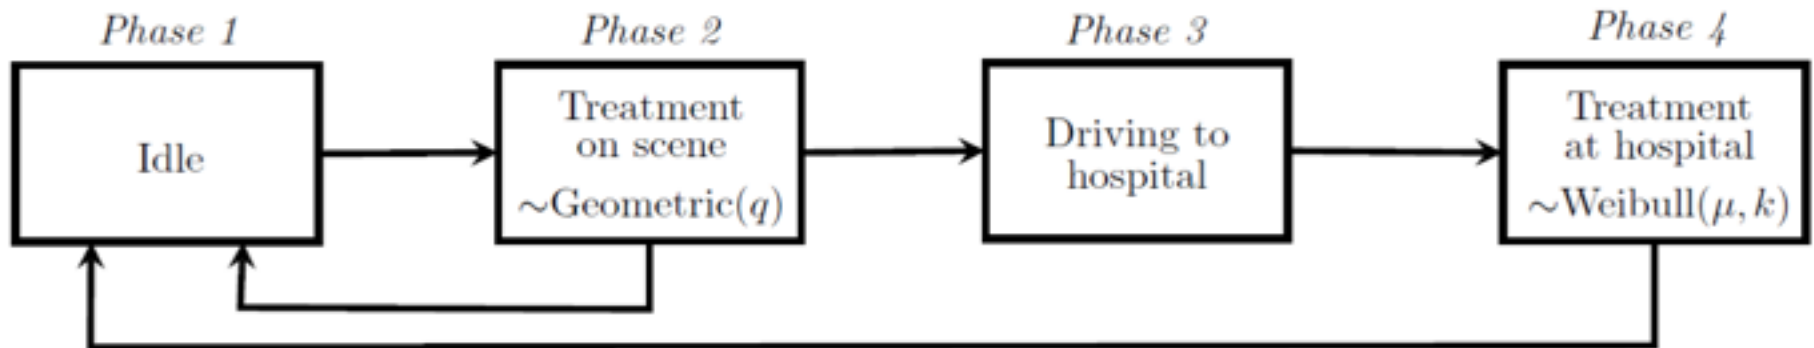 Phase 1
Phase 2
Phase 3
Phase 4
Idle
Treatment
on scene
~Geometric(q)
Driving to
hospital
Treatment
at hospital
~Weibull(μ, k)